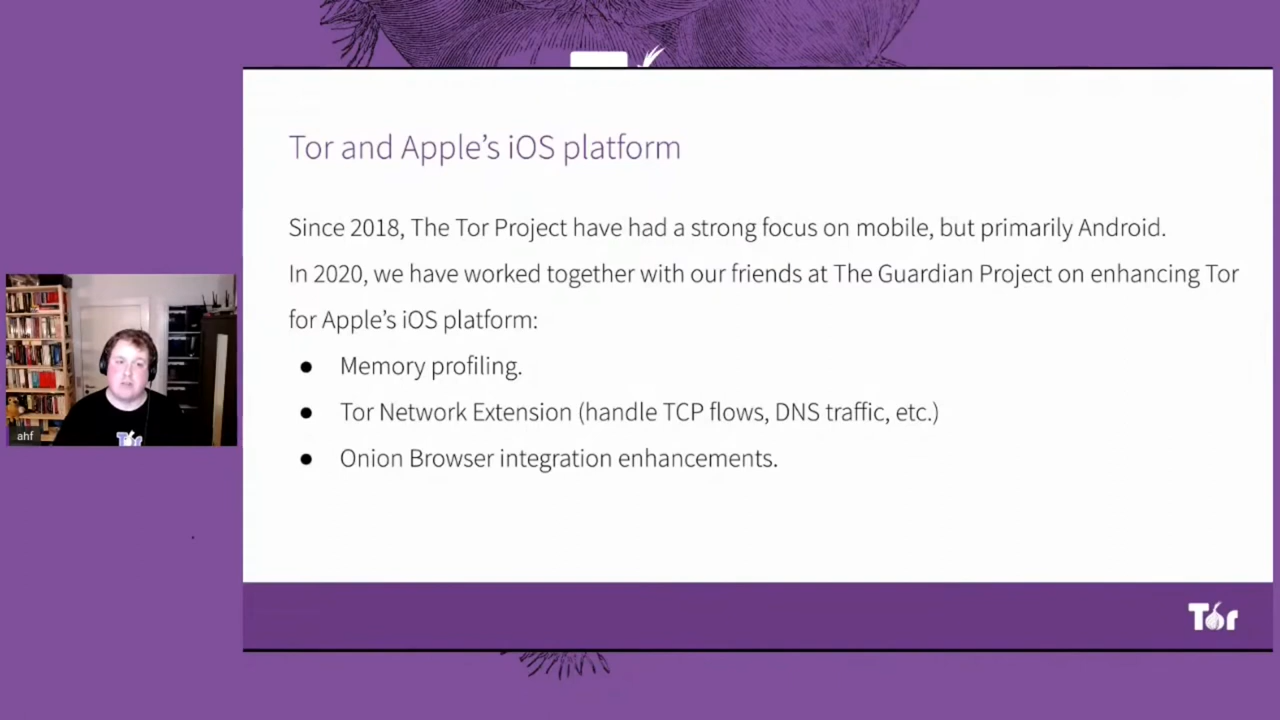 Tor and Apple’s iOS platform
Since 2018, The Tor Project have had a strong focus on mobile, but primarily Android.
In 2020, we have worked together with our friends at The Guardian Project on enhancing Tor
for Apple’s iOS platform:
● Memory profiling.
● Tor Network Extension (handle TCP flows, DNS traffic, etc.)
● Onion Browser integration enhancements.
ahf
Tor